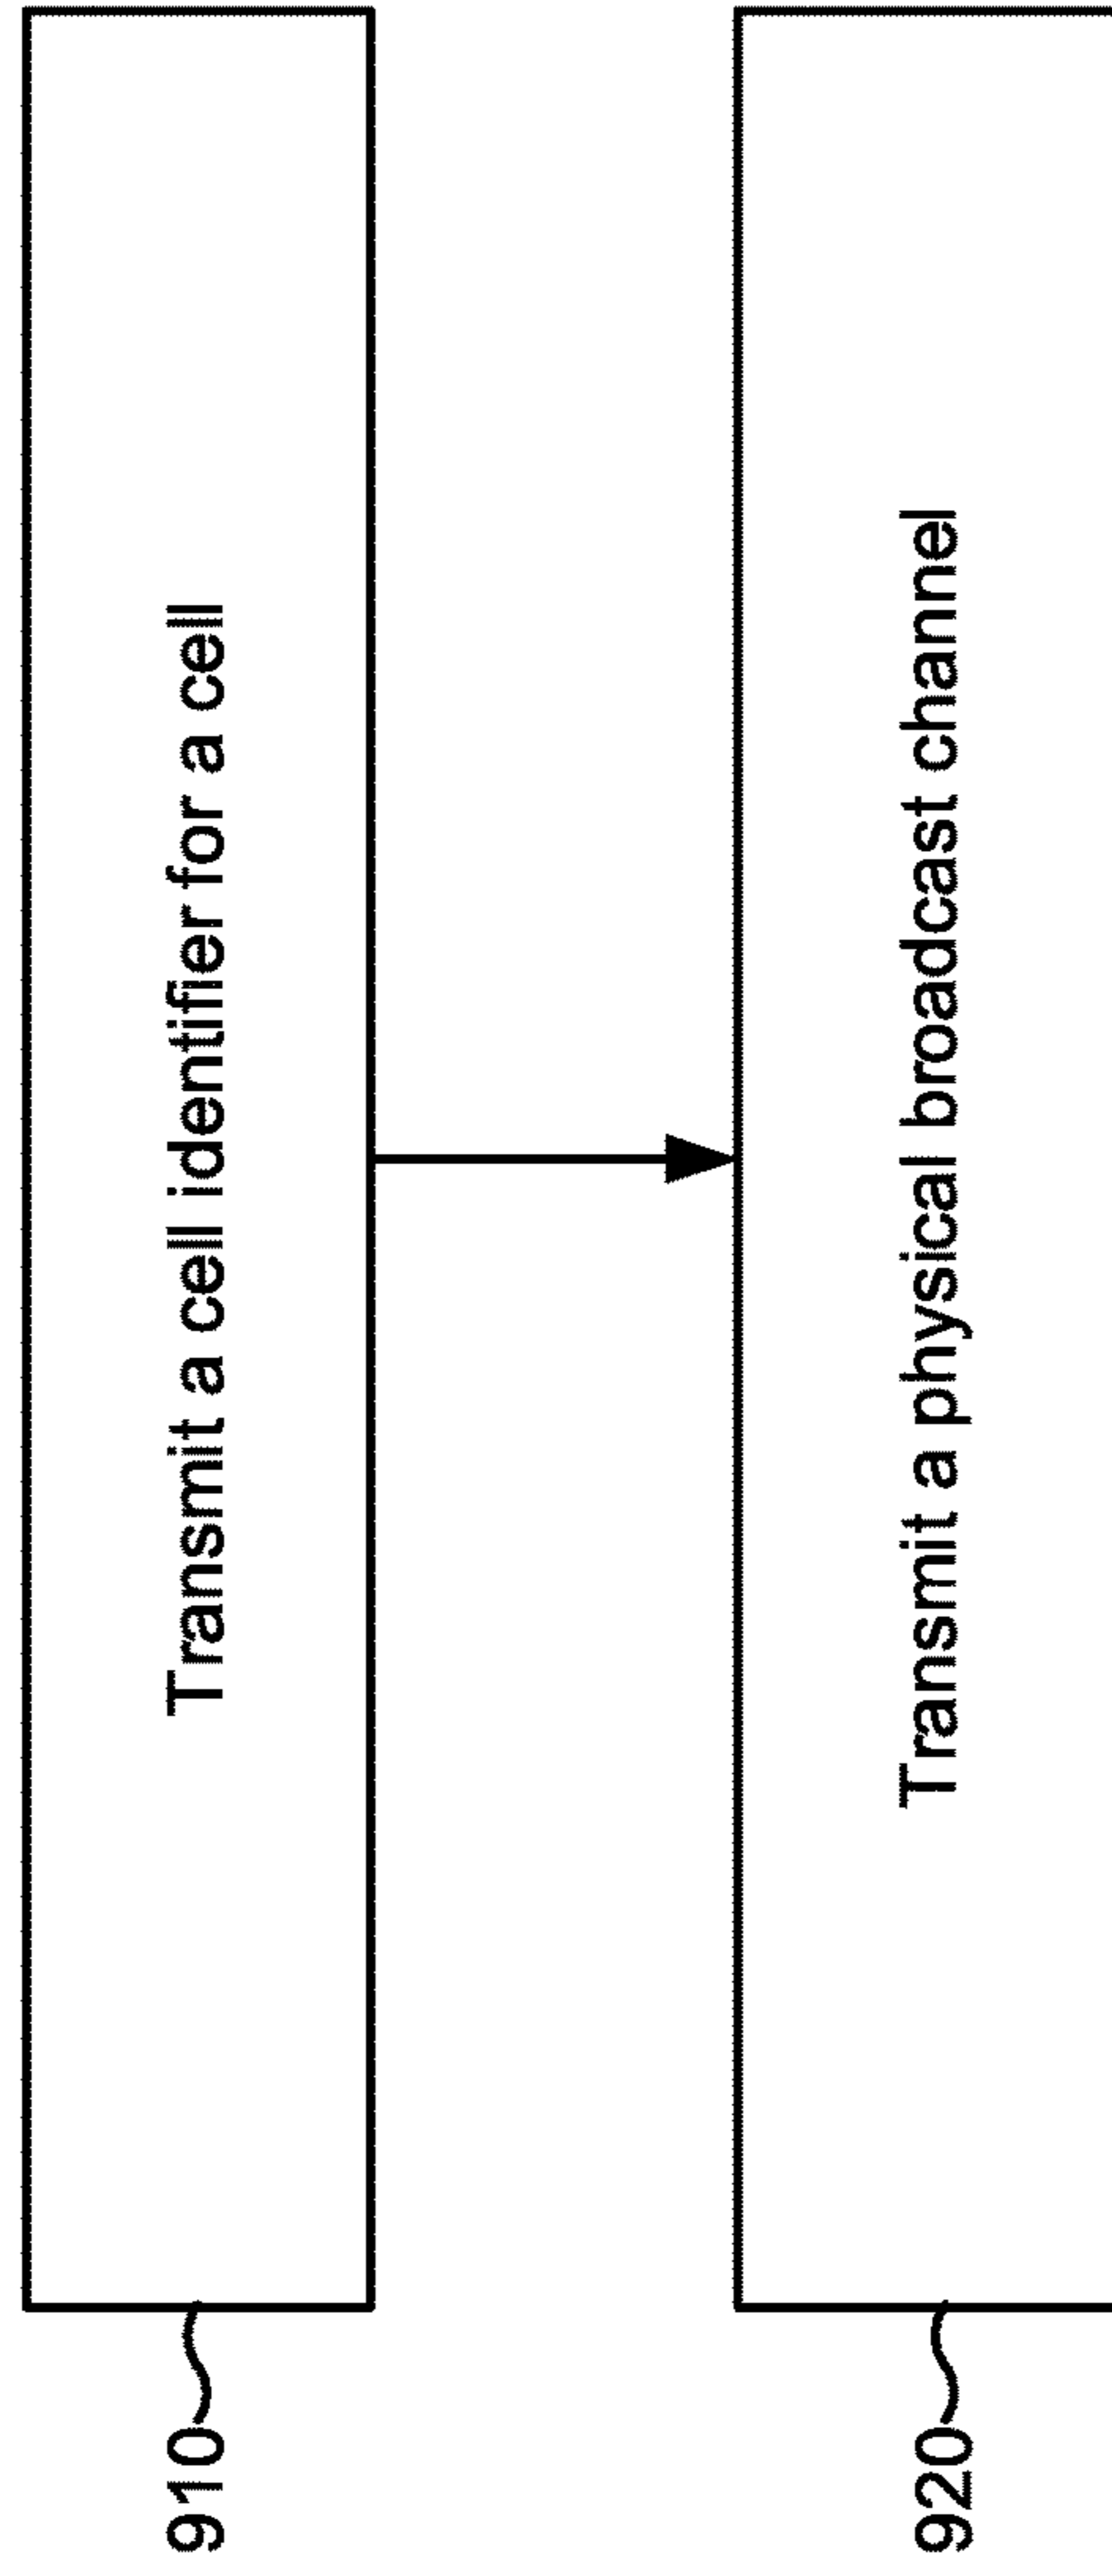 910
Transmit a cell identifier for a cell
920
Transmit a physical broadcast channel